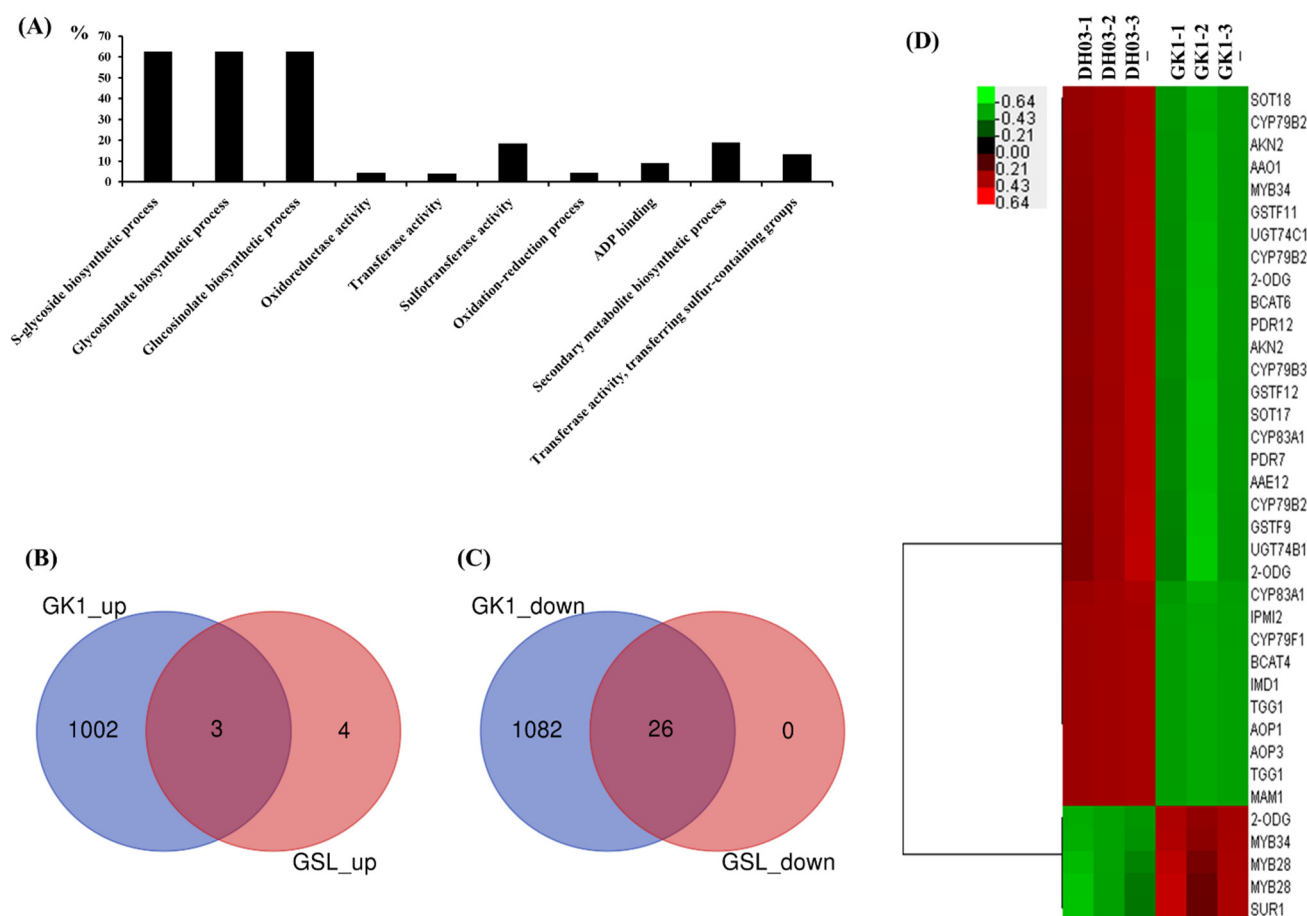 (A)
%
70
60
50
40
30
20
10
0
S-glycoside biosynthetic process
Glycosinolate biosynthetic process
Glucosinolate biosynthetic process
Oxidoreductase activity
Transferase activity
Sulfotransferase activity
Oxidation-reduction process
ADP binding
Secondary metabolite biosynthetic process
Transferase activity, transferring sulfur-containing groups
(B)
GK1_up
1002
3
4
GSL_up
(C)
GK1_down
1082
26
0
GSL_down
(D)
DH03-1
DH03-2
DH03-3_
GK1-1
GK1-2
GK1-3_
-0.64
-0.43
-0.21
0.00
0.21
0.43
0.64
SOT18
CYP79B2
AKN2
AAO1
MYB34
GSTF11
UGT74C1
CYP79B2
2-ODG
BCAT6
PDR12
AKN2
CYP79B3
GSTF12
SOT17
CYP83A1
PDR7
AAE12
CYP79B2
GSTF9
UGT74B1
2-ODG
CYP83A1
IPMI2
CYP79F1
BCAT4
IMD1
TGG1
AOP1
AOP3
TGG1
MAM1
2-ODG
MYB34
MYB28
MYB28
SUR1